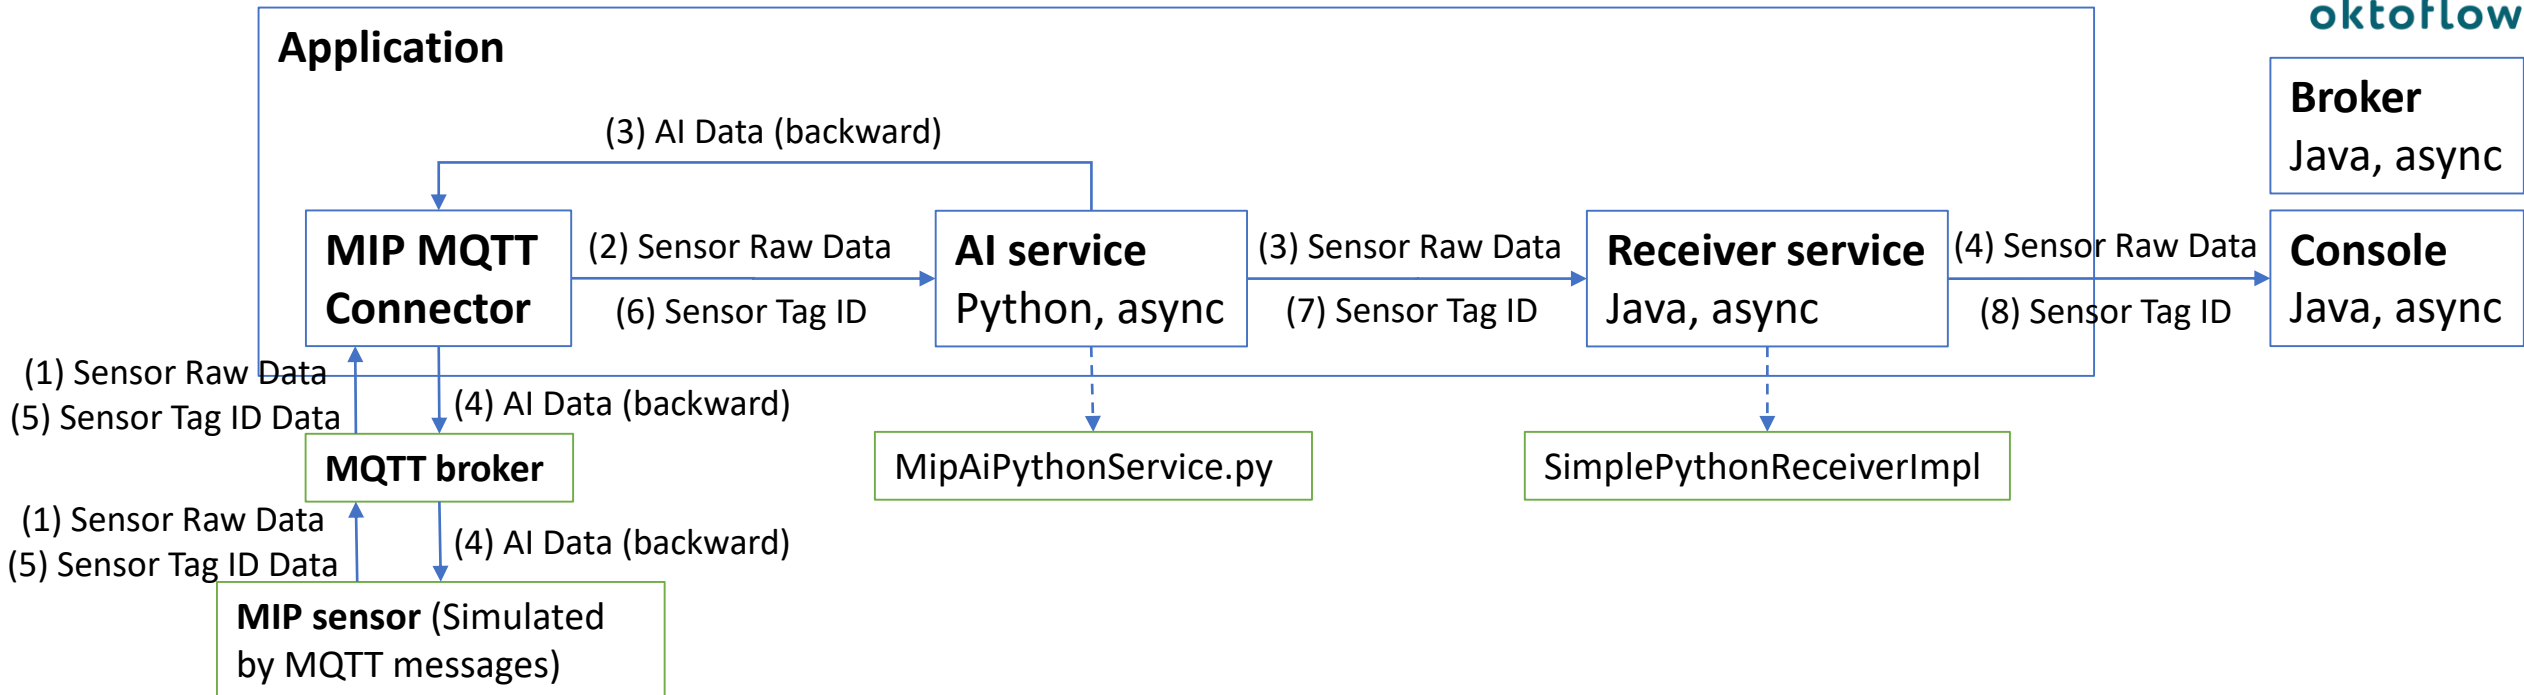 oktoflow
Application
Broker
Java, async
(3) AI Data (backward)
MIP MQTT
Connector
(2) Sensor Raw Data
(6) Sensor Tag ID
AI service
Python, async
(3) Sensor Raw Data
(7) Sensor Tag ID
Receiver service
Java, async
(4) Sensor Raw Data
(8) Sensor Tag ID
Console
Java, async
(1) Sensor Raw Data
(5) Sensor Tag ID Data
(4) AI Data (backward)
MQTT broker
MipAiPythonService.py
SimplePythonReceiverImpl
(1) Sensor Raw Data
(5) Sensor Tag ID Data
(4) AI Data (backward)
MIP sensor (Simulated
by MQTT messages)